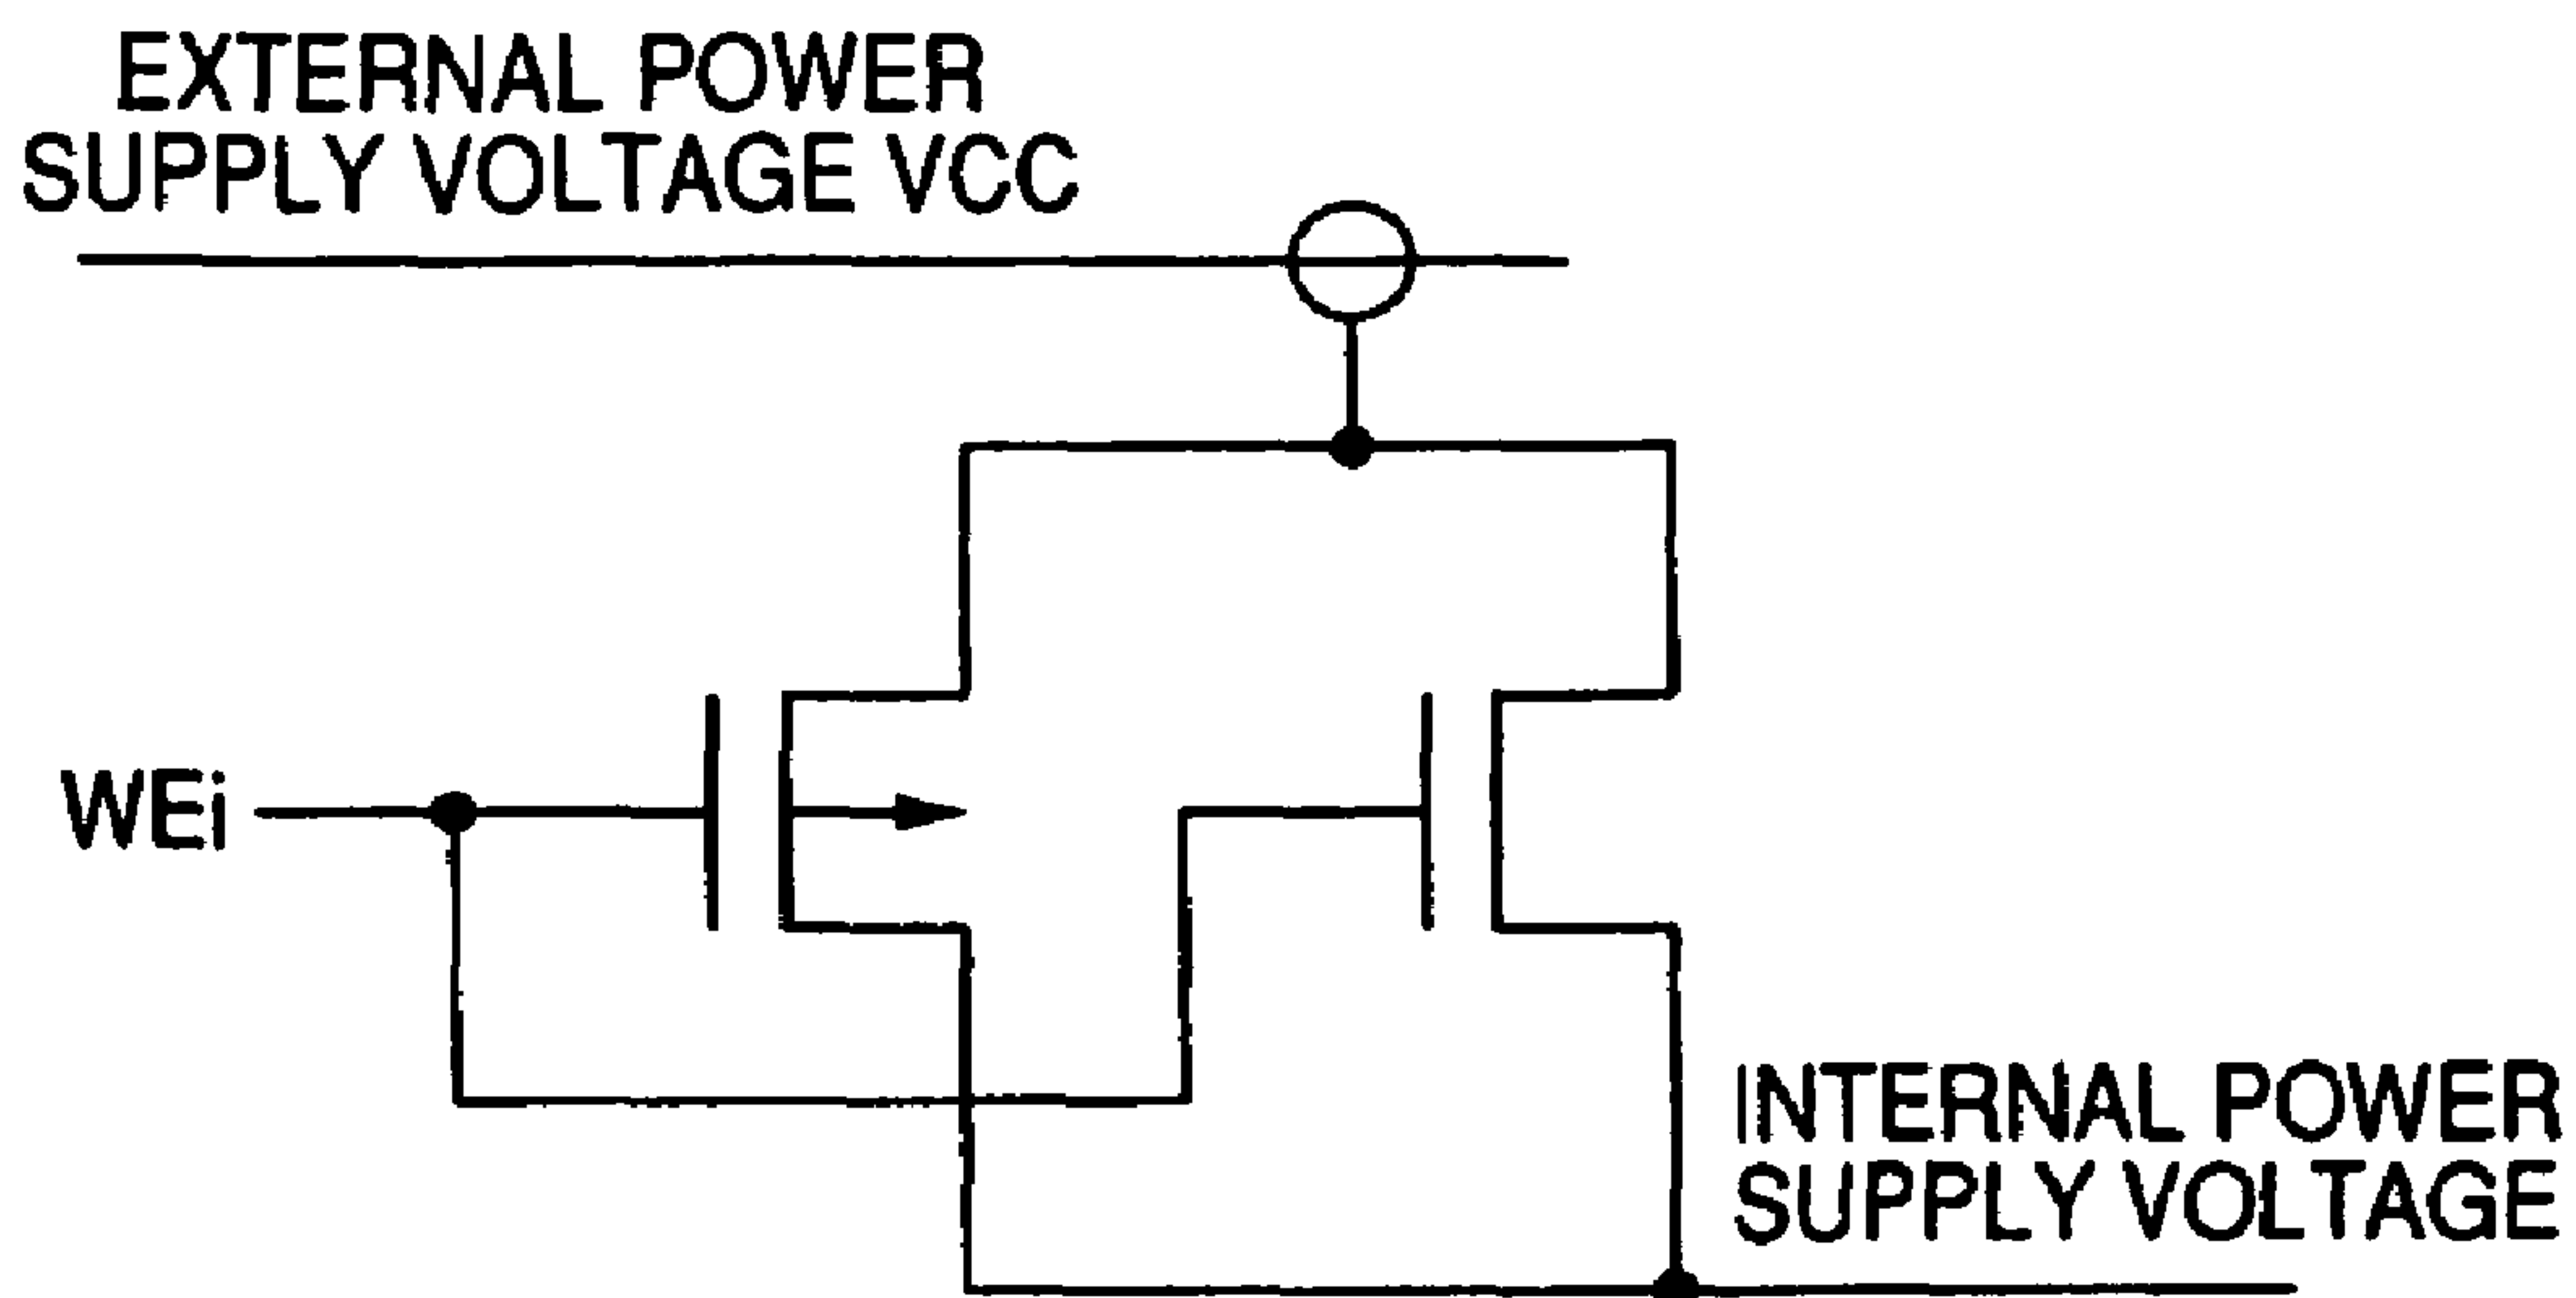 EXTERNAL POWER
SUPPLY VOLTAGE VCC
WEi
INTERNAL POWER
SUPPLY VOLTAGE